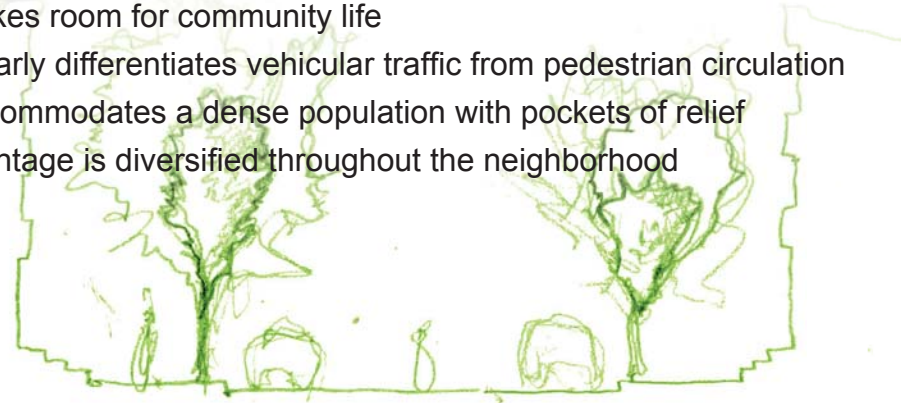 kes room for community life
arly differentiates vehicular traffic from pedestrian circulation
ommodates a dense population with pockets of relief
ntage is diversified throughout the neighborhood